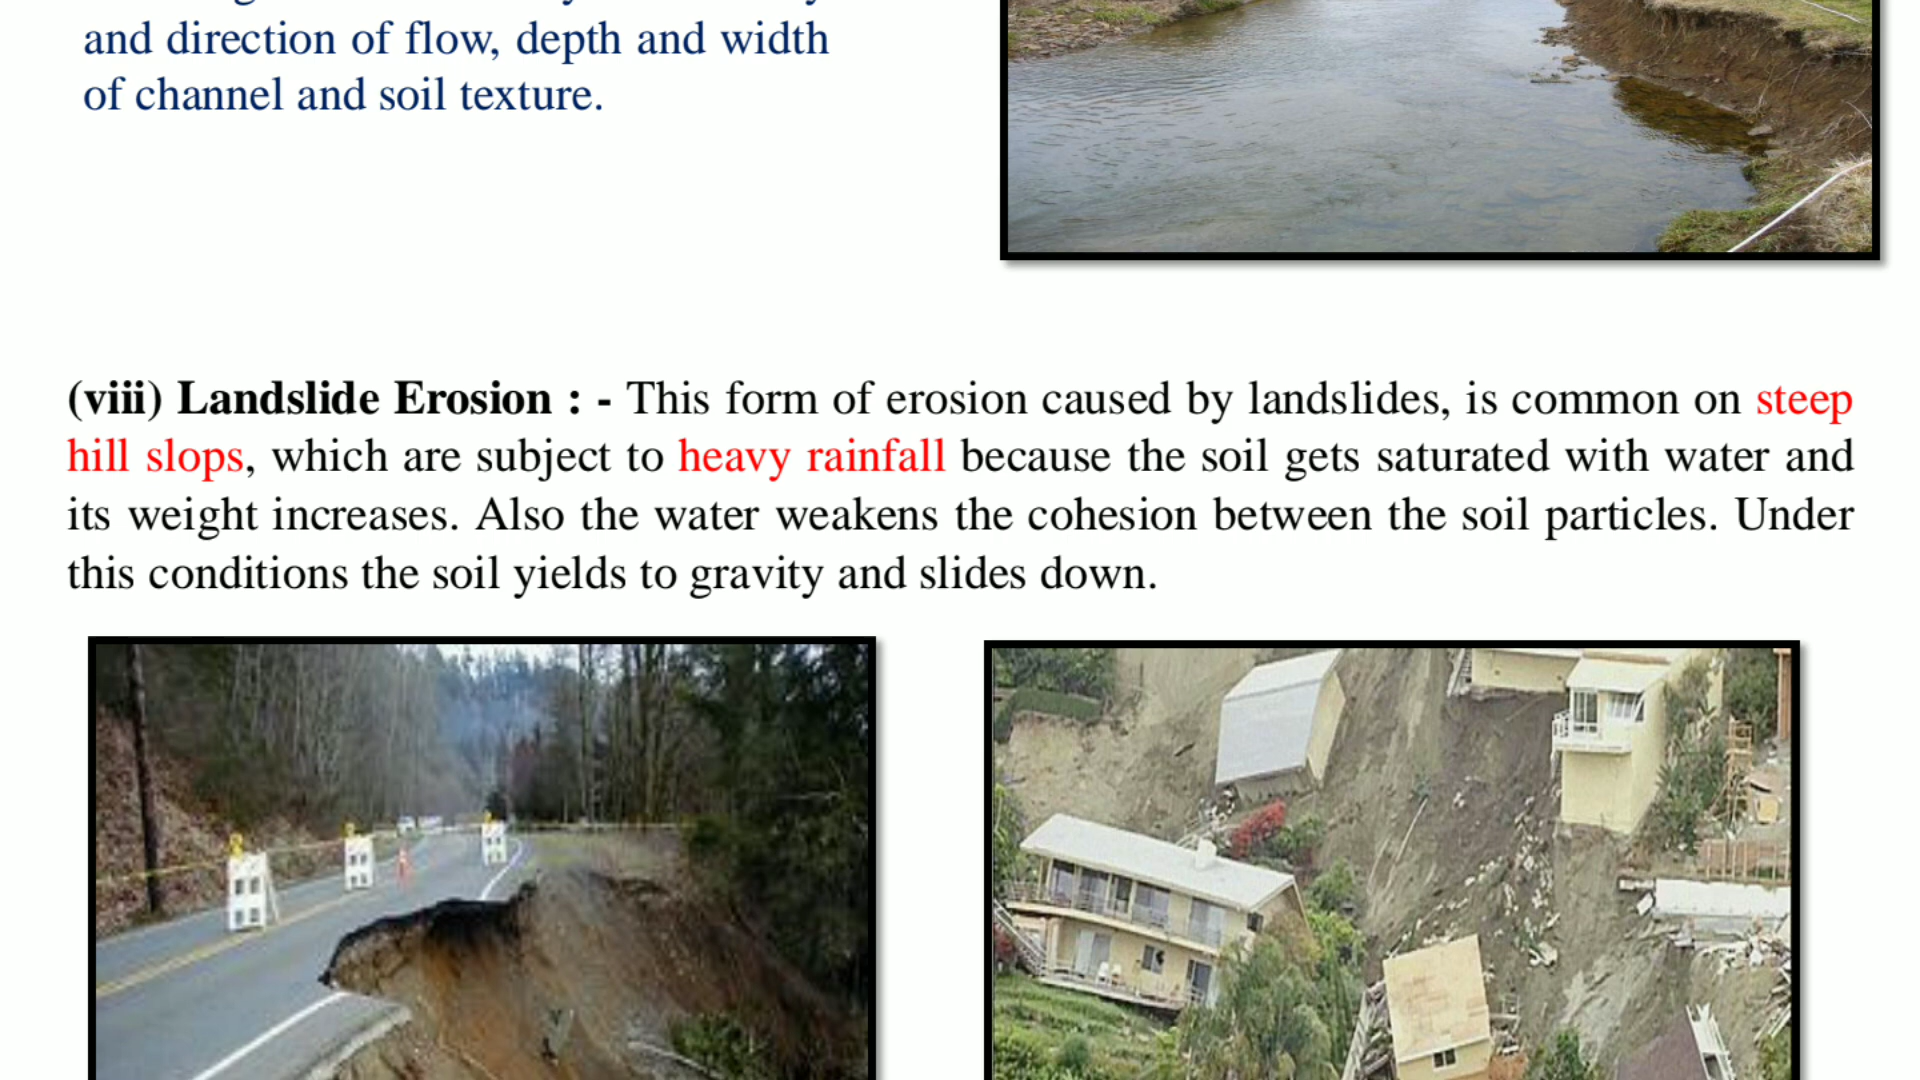 and direction of flow, depth and width
of channel and soil texture.
(viii) Landslide Erosion : - This form of erosion caused by landslides, is common on steep
hill slops, which are subject to heavy rainfall because the soil gets saturated with water and
its weight increases. Also the water weakens the cohesion between the soil particles. Under
this conditions the soil yields to gravity and slides down.